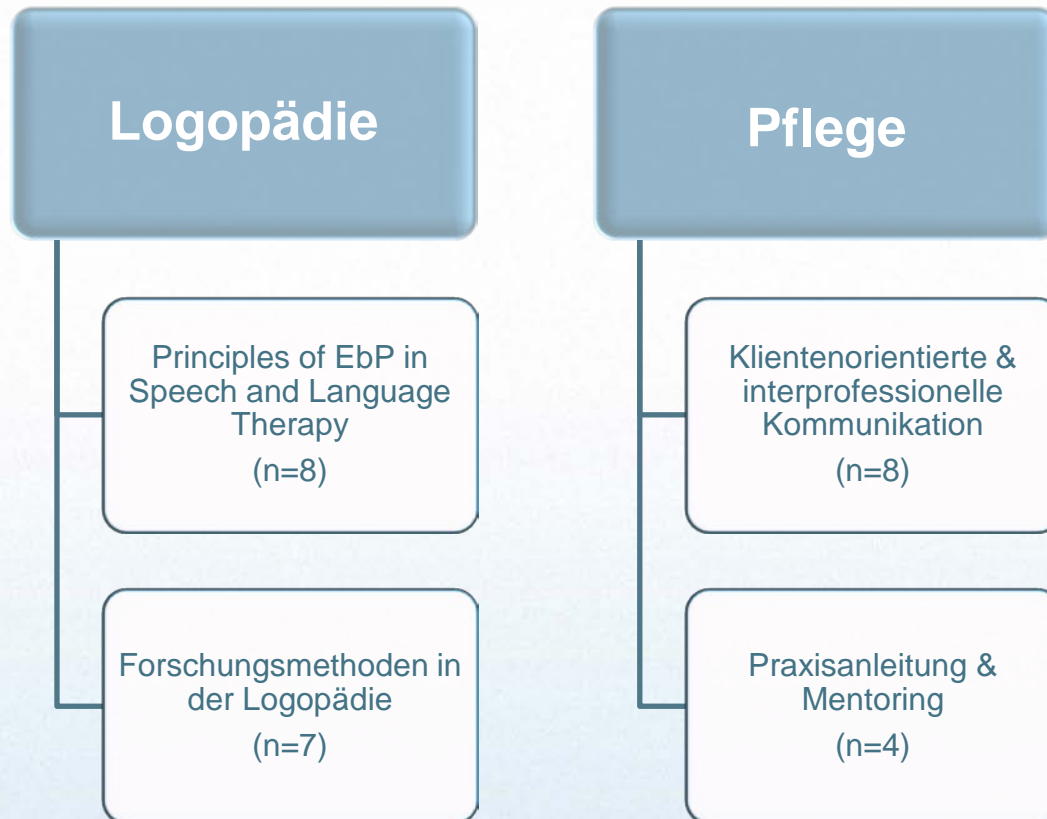 Logopädie
Principles of EbP in
Speech and Language
Therapy
(n=8)
Forschungsmethoden in
der Logopädie
(n=7)
Pflege
Klientenorientierte &
interprofessionelle
Kommunikation
(n=8)
Praxisanleitung &
Mentoring
(n=4)